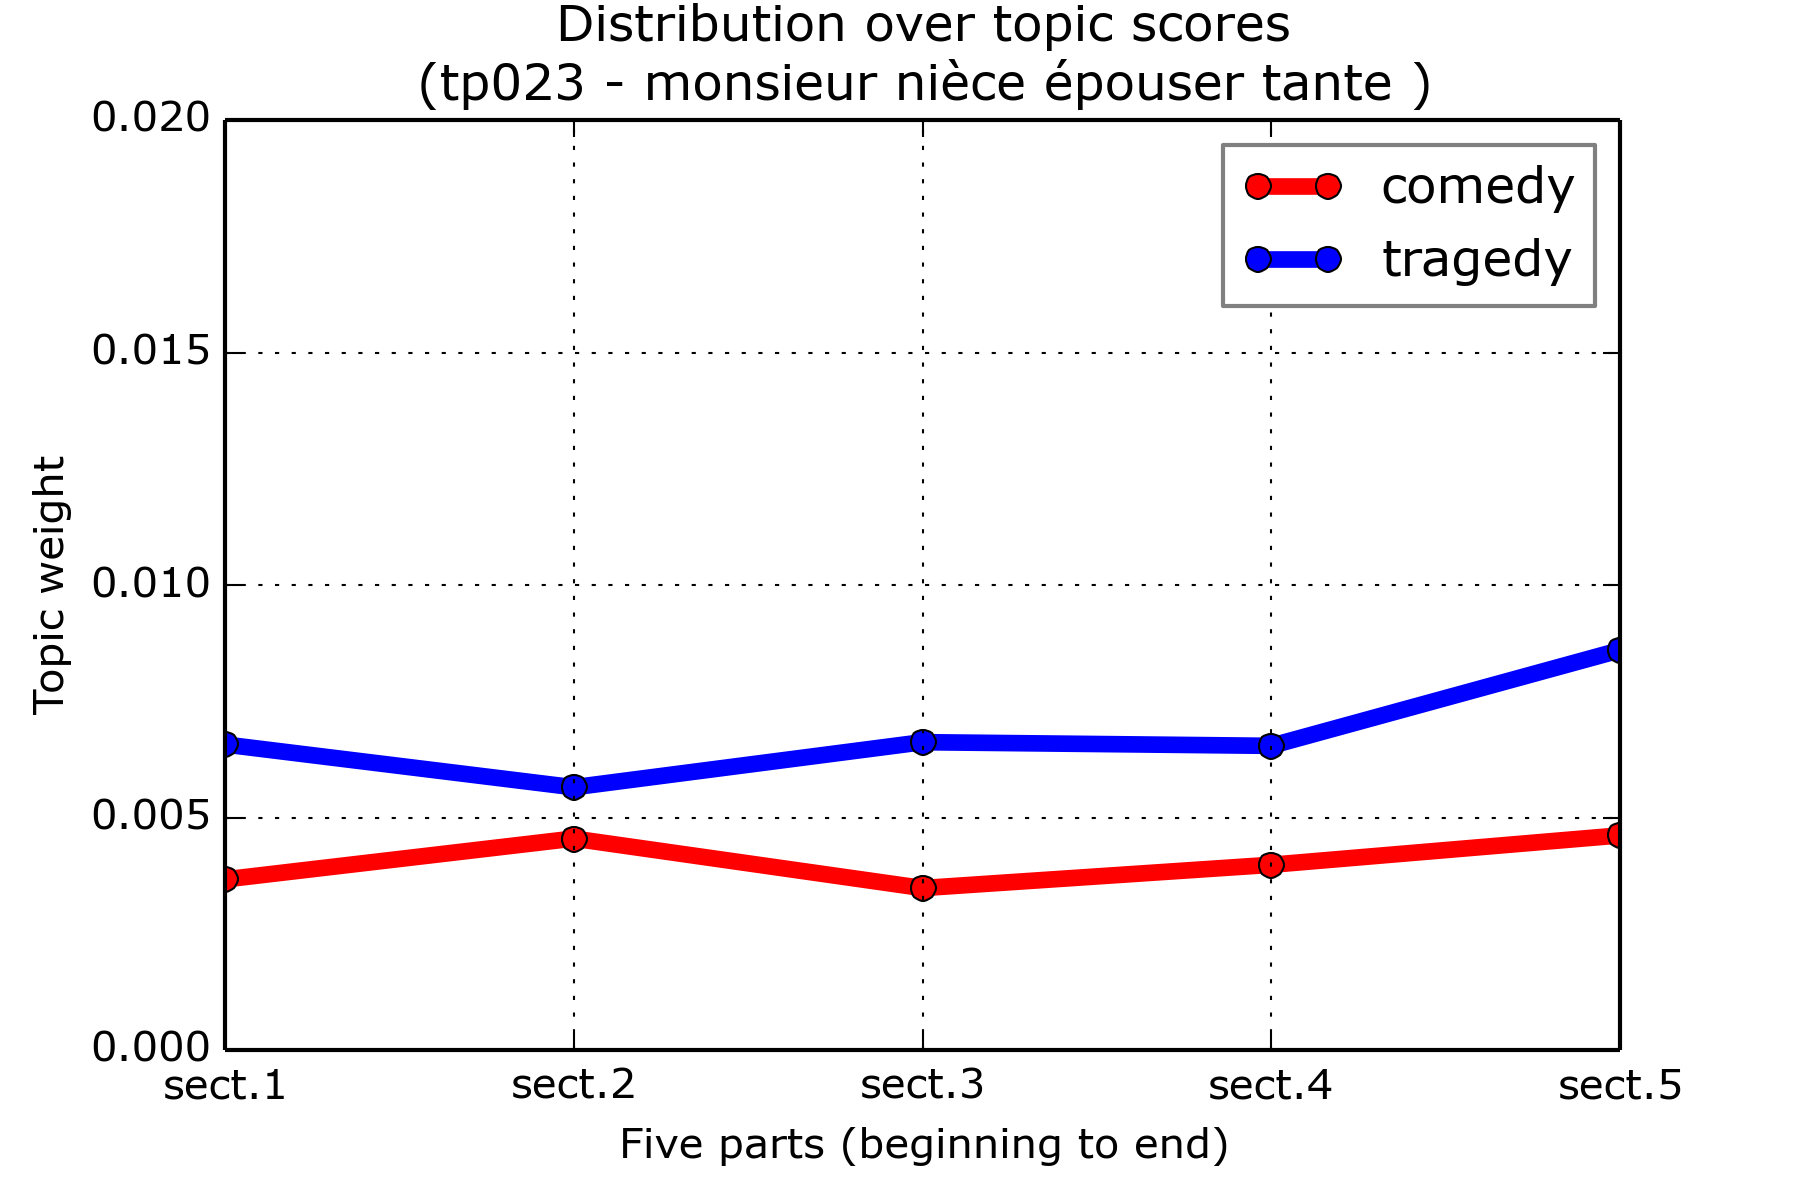 Distribution over topic scores
(tp023 - monsieur nièce épouser tante )
0.020
0.015
0.010
0.005
0.000
Topic weight
comedy
tragedy
sect.1 sect.2 sect.3 sect.4 sect.5
Five parts (beginning to end)